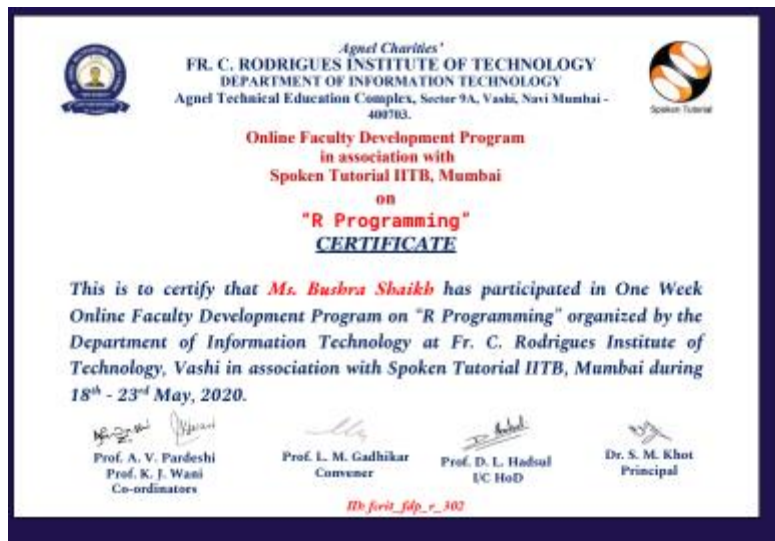 Agnel Charities'
FR. C. RODRIGUES INSTITUTE OF TECHNOLOGY
DEPARTMENT OF INFORMATION TECHNOLOGY
Agnel Technical Education Complex, Sector 9A, Vashi, Navi Mumbai -
400703.
Spoken Tutorial
Online Faculty Development Program
in association with
Spoken Tutorial IITB, Mumbai
on
"R Programming"
CERTIFICATE
This is to certify that Ms. Bushra Shaikh has participated in One Week
Online Faculty Development Program on "R Programming" organized by the
Department of Information Technology at Fr. C. Rodrigues Institute of
Technology, Vashi in association with Spoken Tutorial IITB, Mumbai during
18th - 23rd May, 2020.
Prof. A. V. Pardeshi
Prof. K. J. Wani
Co-ordinators
Prof. L. M. Gadhikar
Convener
Prof. D. L. Hadsul
I/C HoD
Dr. S. M. Khot
Principal
ID: fcrit_fdp_r_302